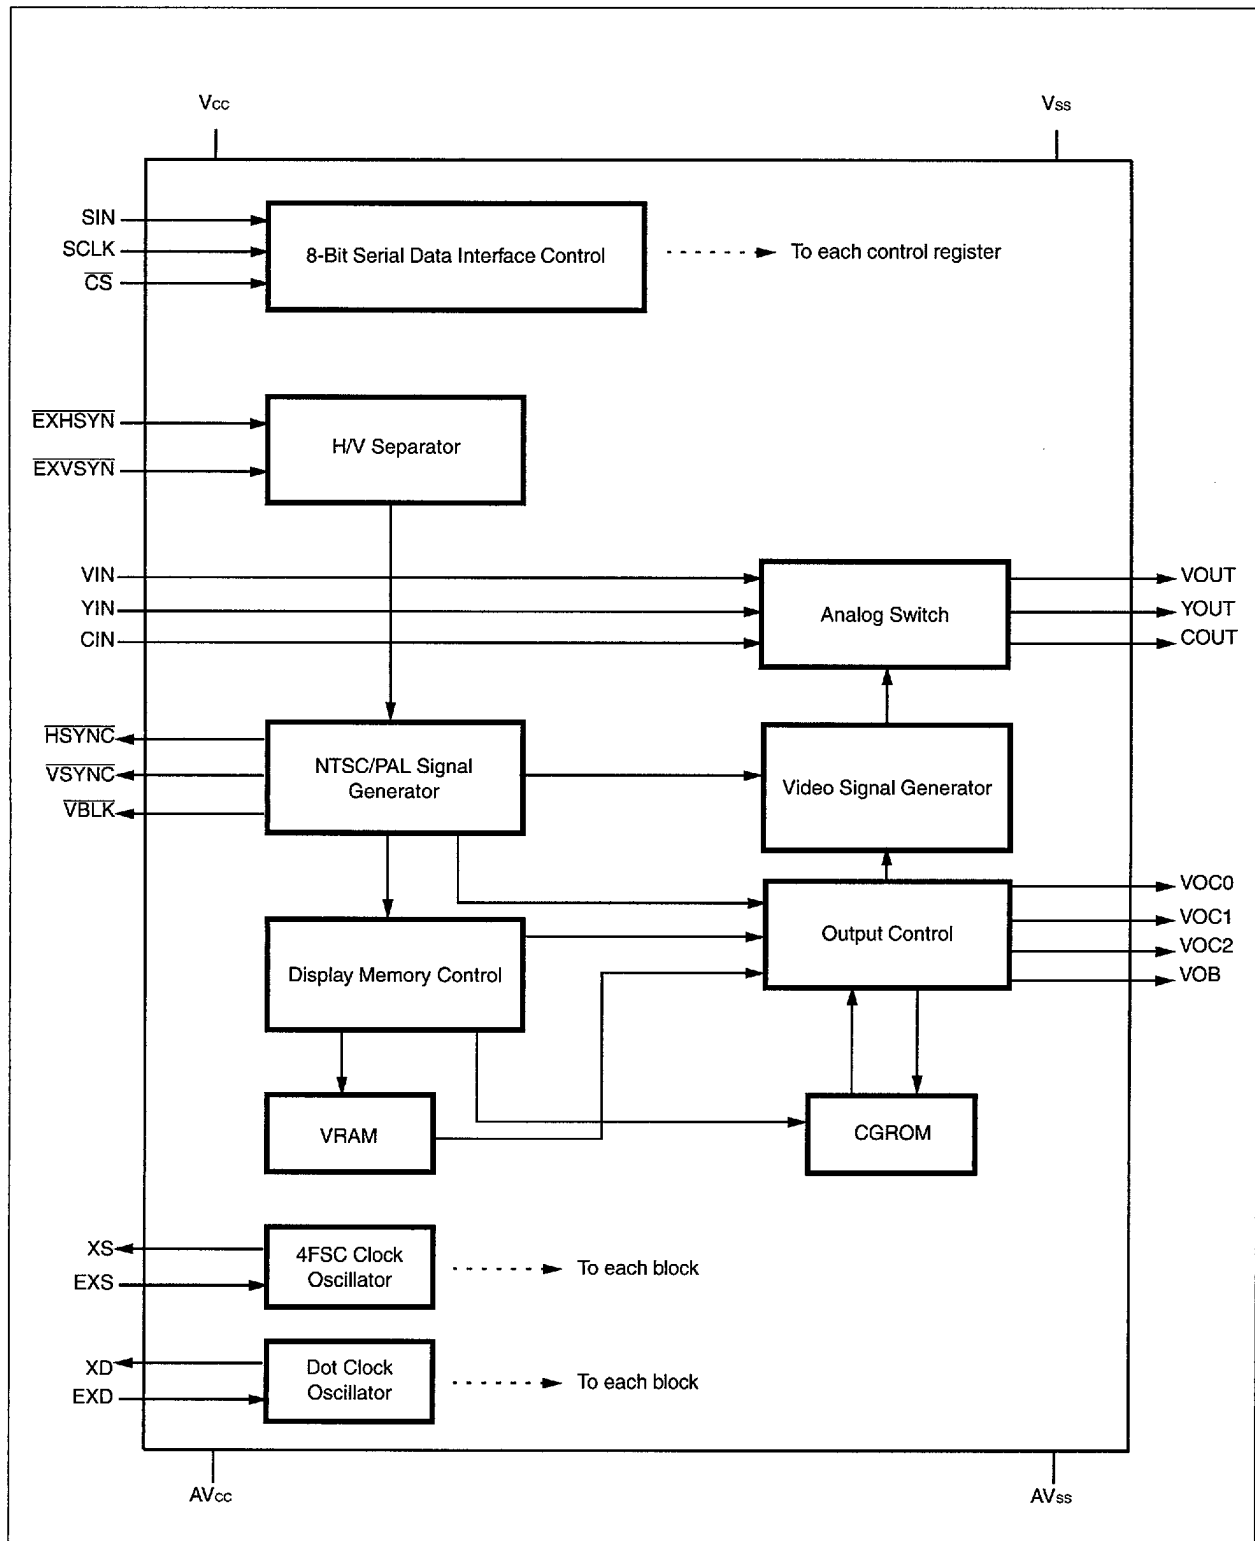 Vcc
Vss
SIN
SCLK
CS
8-Bit Serial Data Interface Control
To each control register
EXHSYN
EXVSYN
H/V Separator
VIN
YIN
CIN
Analog Switch
VOUT
YOUT
COUT
HSYNC
VSYNC
VBLK
NTSC/PAL Signal
Generator
Video Signal Generator
Display Memory Control
Output Control
VOC0
VOC1
VOC2
VOB
VRAM
CGROM
XS
EXS
4FSC Clock
Oscillator
To each block
XD
EXD
Dot Clock
Oscillator
To each block
AVcc
AVss